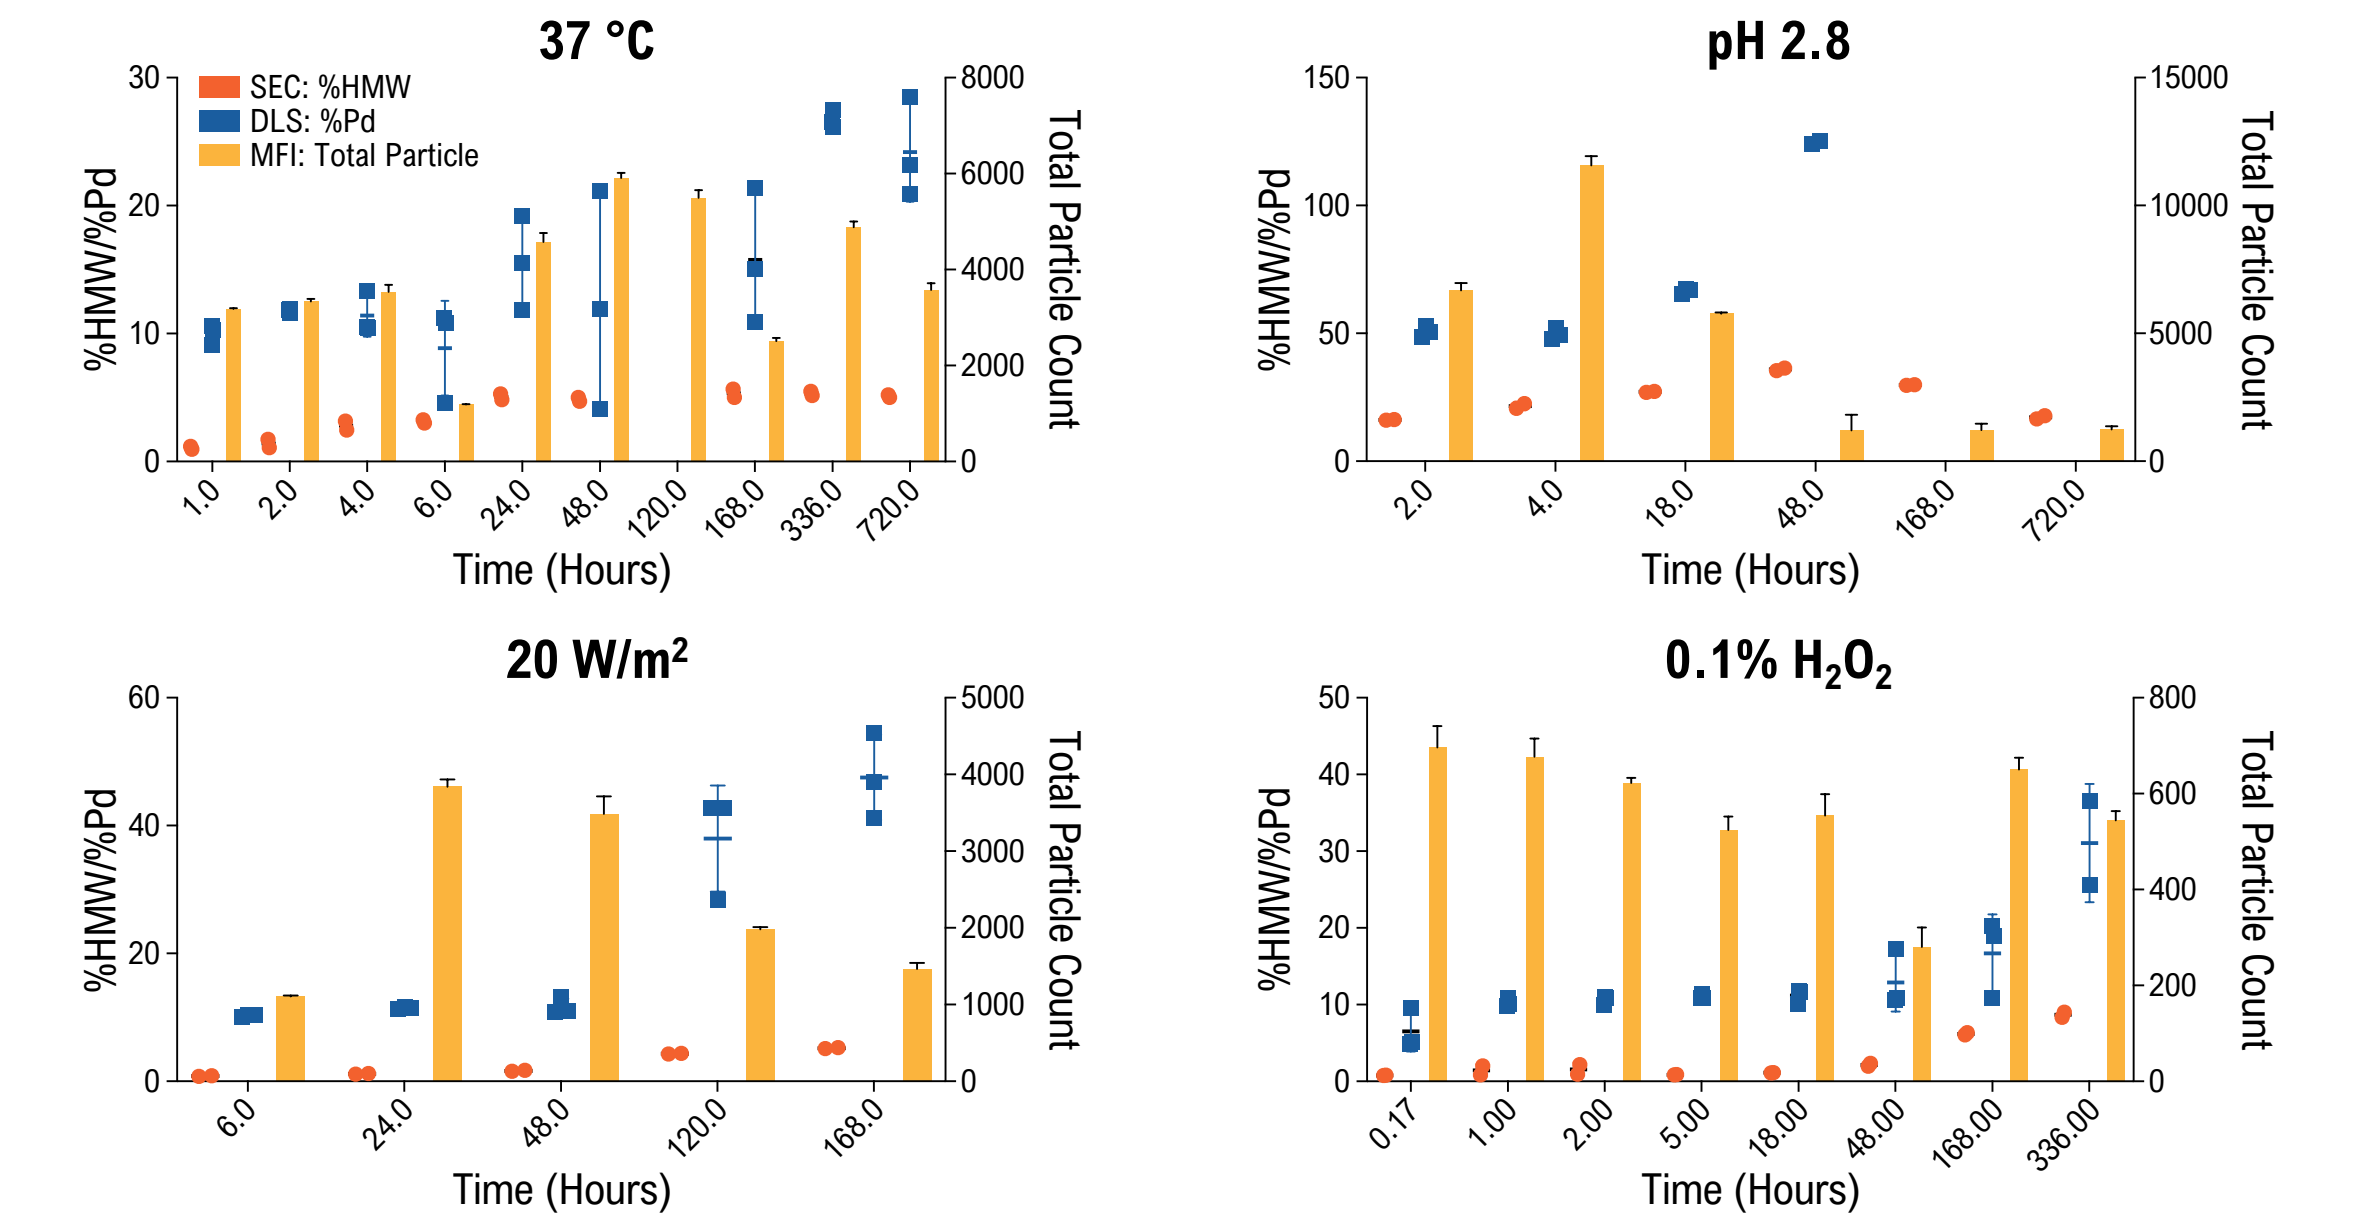 37 °C
30
20
10
0
%HMW/%Pd
SEC: %HMW
DLS: %Pd
MFI: Total Particle
8000
6000
4000
2000
0
Total Particle Count
1.0 2.0 4.0 6.0 24.0 48.0 120.0 168.0 336.0 720.0
Time (Hours)
pH 2.8
150
100
50
0
%HMW/%Pd
15000
10000
5000
0
Total Particle Count
2.0 4.0 18.0 48.0 168.0 720.0
Time (Hours)
20 W/m²
60
40
20
0
%HMW/%Pd
5000
4000
3000
2000
1000
0
Total Particle Count
6.0 24.0 48.0 120.0 168.0
Time (Hours)
0.1% H₂O₂
50
40
30
20
10
0
%HMW/%Pd
800
600
400
200
0
Total Particle Count
0.17 1.00 2.00 5.00 18.00 48.00 168.00 336.00
Time (Hours)